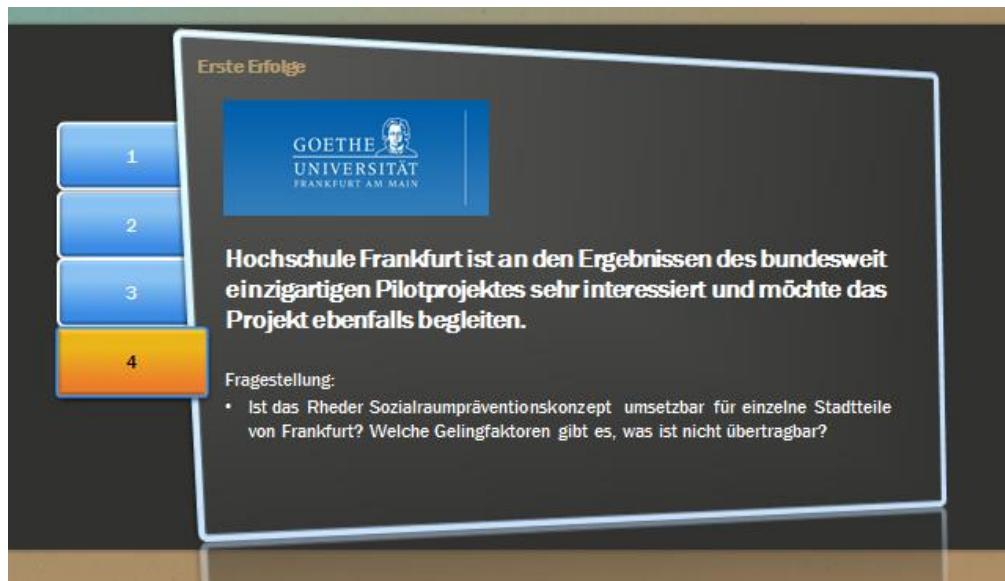 Erste Erfolge
GOETHE
UNIVERSITÄT
FRANKFURT AM MAIN
1
2
3
4
Hochschule Frankfurt ist an den Ergebnissen des bundesweit
einzigartigen Pilotprojektes sehr interessiert und möchte das
Projekt ebenfalls begleiten.
Fragestellung:
• Ist das Rheder Sozialraumpräventionskonzept umsetzbar für einzelne Stadtteile
von Frankfurt? Welche Gelingfaktoren gibt es, was ist nicht übertragbar?